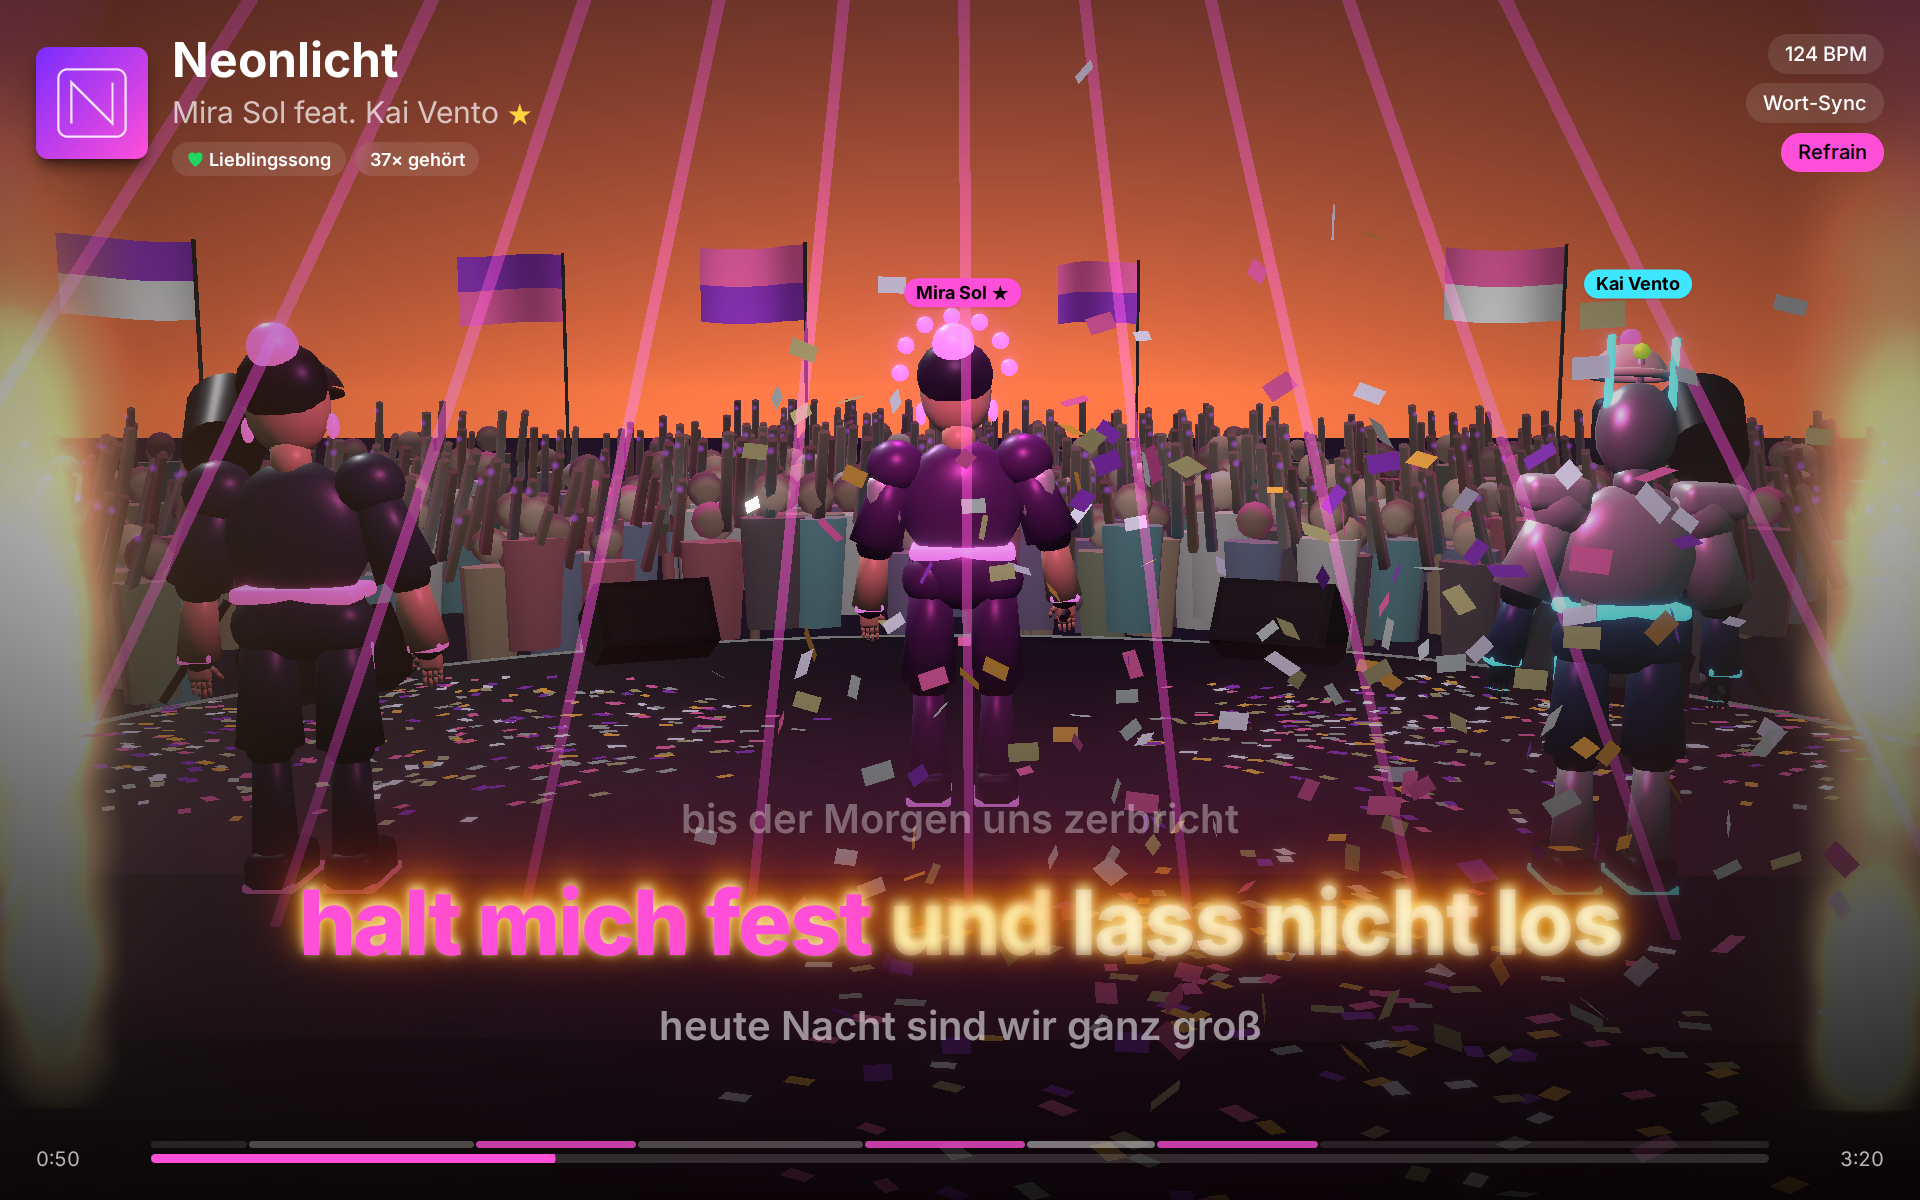 Neonlicht
Mira Sol feat. Kai Vento ★
Lieblingssong
37× gehört
124 BPM
Wort-Sync
Refrain
N
Mira Sol ★
Kai Vento
bis der Morgen uns zerbricht
halt mich fest und lass nicht los
heute Nacht sind wir ganz groß
0:50
3:20